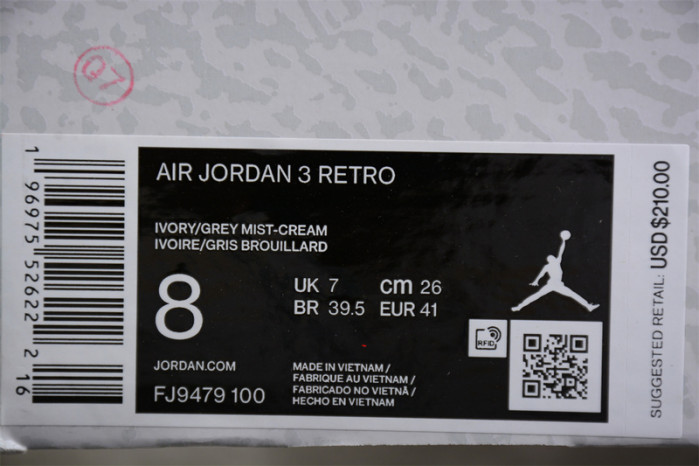 Q7
1 96975 52622 2 16
AIR JORDAN 3 RETRO
IVORY/GREY MIST-CREAM
IVOIRE/GRIS BROUILLARD
8
UK 7 cm 26
BR 39.5 EUR 41
JORDAN.COM
FJ9479 100
MADE IN VIETNAM /
FABRIQUE AU VIETNAM /
FABRICADO NO VIETNÃ /
HECHO EN VIETNAM
RFID
SUGGESTED RETAIL: USD $210.00